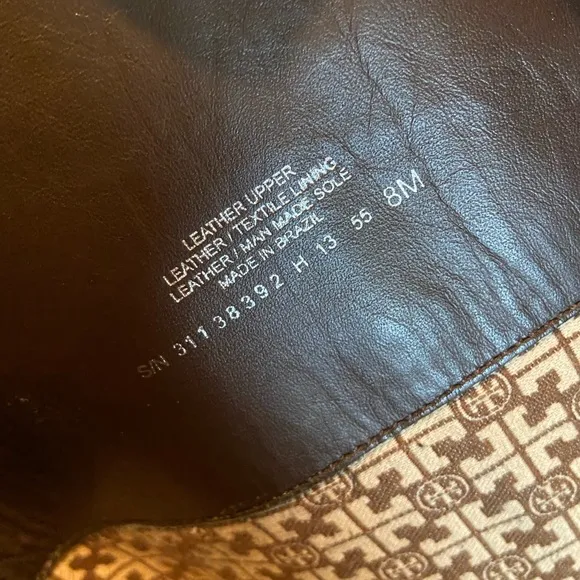 LEATHER UPPER
LEATHER / TEXTILE LINING
LEATHER / MAN MADE SOLE
MADE IN BRAZIL
S/N 31138392 H 13 55 8M